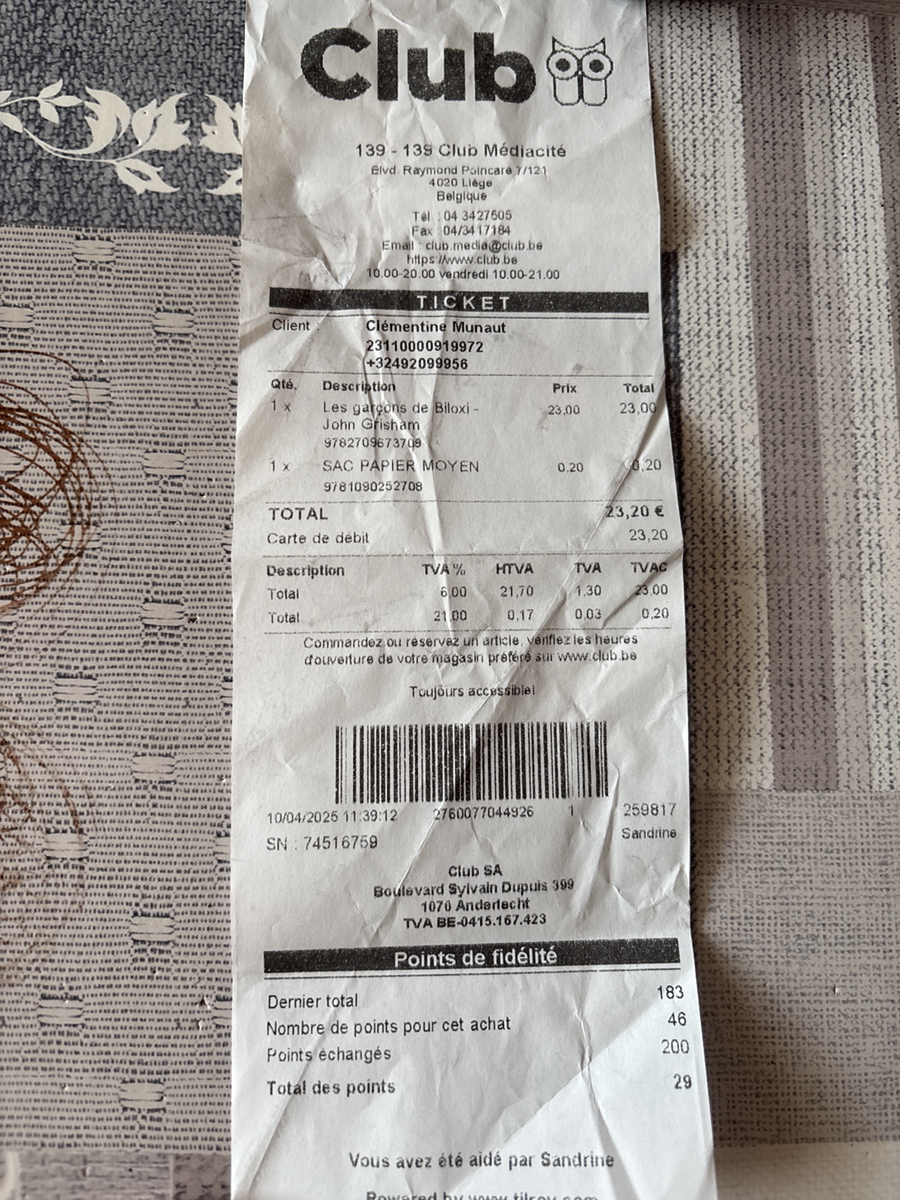 Club
139 - 139 Club Médiacité
Blvd. Raymond Poincaré 7/121
4020 Liège
Belgique
Tél. : 04 3427605
Fax : 04/3417184
Email : club.media@club.be
https://www.club.be
10.00-20.00 vendredi 10.00-21.00
TICKET
Client : Clémentine Munaut
23110000919972
+32492099956
Qté. Description Prix Total
1 x Les garçons de Biloxi - 23,00 23,00
John Grisham
9782709673709
1 x SAC PAPIER MOYEN 0,20 0,20
9781090252708
TOTAL 23,20 €
Carte de débit 23,20
Description TVA % HTVA TVA TVAC
Total 6,00 21,70 1,30 23,00
Total 21,00 0,17 0,03 0,20
Commandez ou réservez un article, vérifiez les heures
d'ouverture de votre magasin préféré sur www.club.be
Toujours accessible!
10/04/2025 11:39:12 2760077044926 1 259817
Sandrine
SN : 74516759
Club SA
Boulevard Sylvain Dupuis 399
1070 Anderlecht
TVA BE-0415.167.423
Points de fidélité
Dernier total 183
Nombre de points pour cet achat 46
Points échangés 200
Total des points 29
Vous avez été aidé par Sandrine
Powered by www.tilroy.com